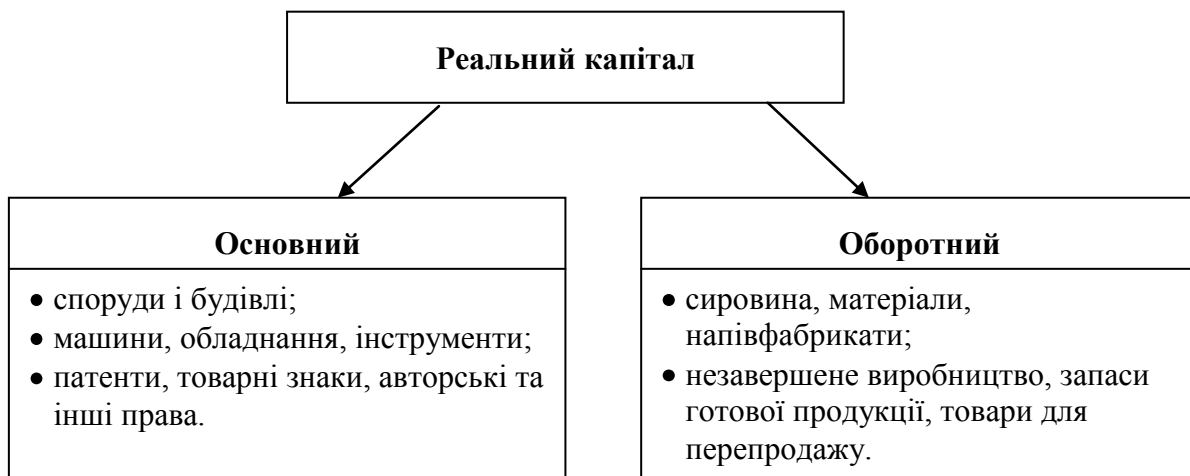 Реальний капітал
Основний
• споруди і будівлі;
• машини, обладнання, інструменти;
• патенти, товарні знаки, авторські та
інші права.
Оборотний
• сировина, матеріали,
напівфабрикати;
• незавершене виробництво, запаси
готової продукції, товари для
перепродажу.